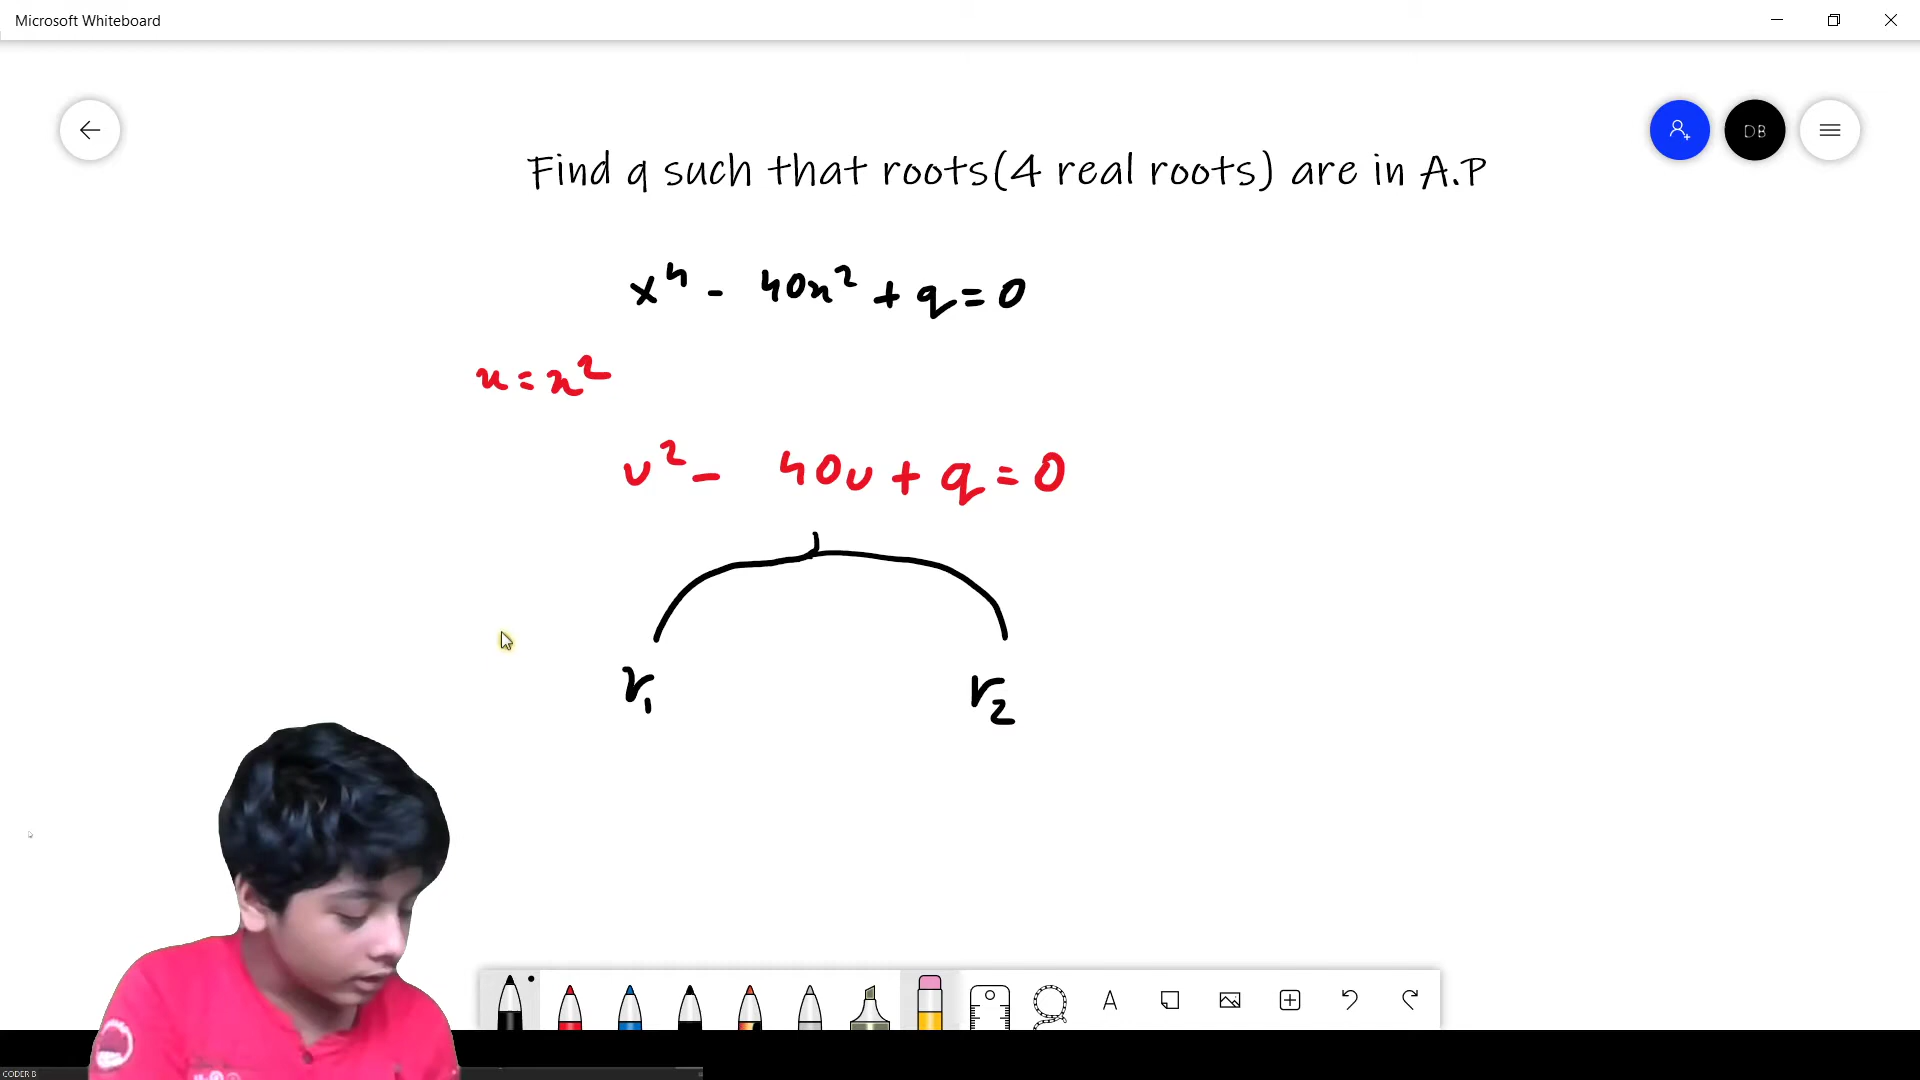 Microsoft Whiteboard
DB
Find q such that roots(4 real roots) are in A.P
x⁴ - 40x² + q = 0
u = x²
u² - 40u + q = 0
r₁ r₂
A
CODER B